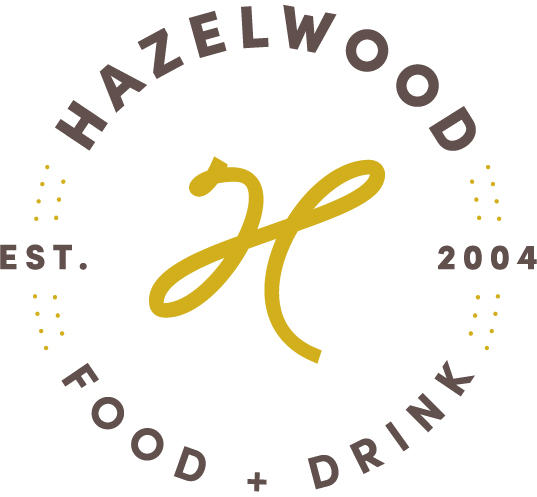 HAZELWOOD
H
EST. 2004
FOOD + DRINK